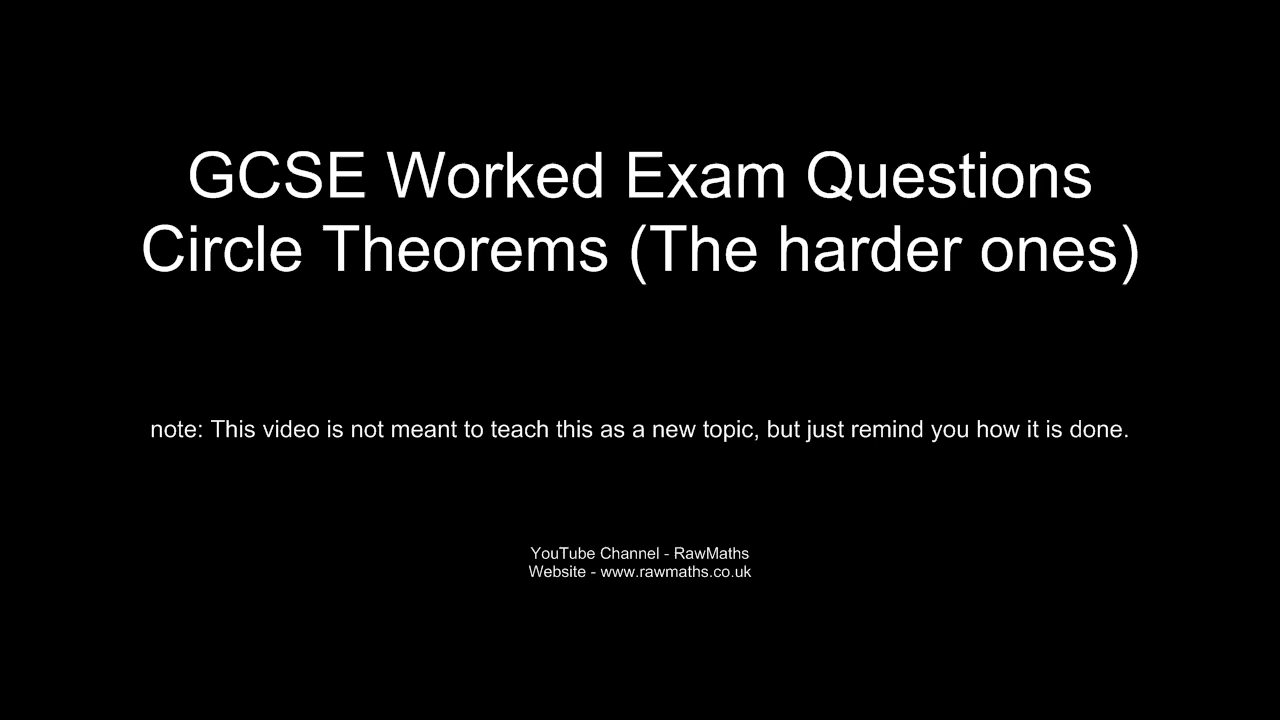 GCSE Worked Exam Questions
Circle Theorems (The harder ones)
note: This video is not meant to teach this as a new topic, but just remind you how it is done.
YouTube Channel - RawMaths
Website - www.rawmaths.co.uk